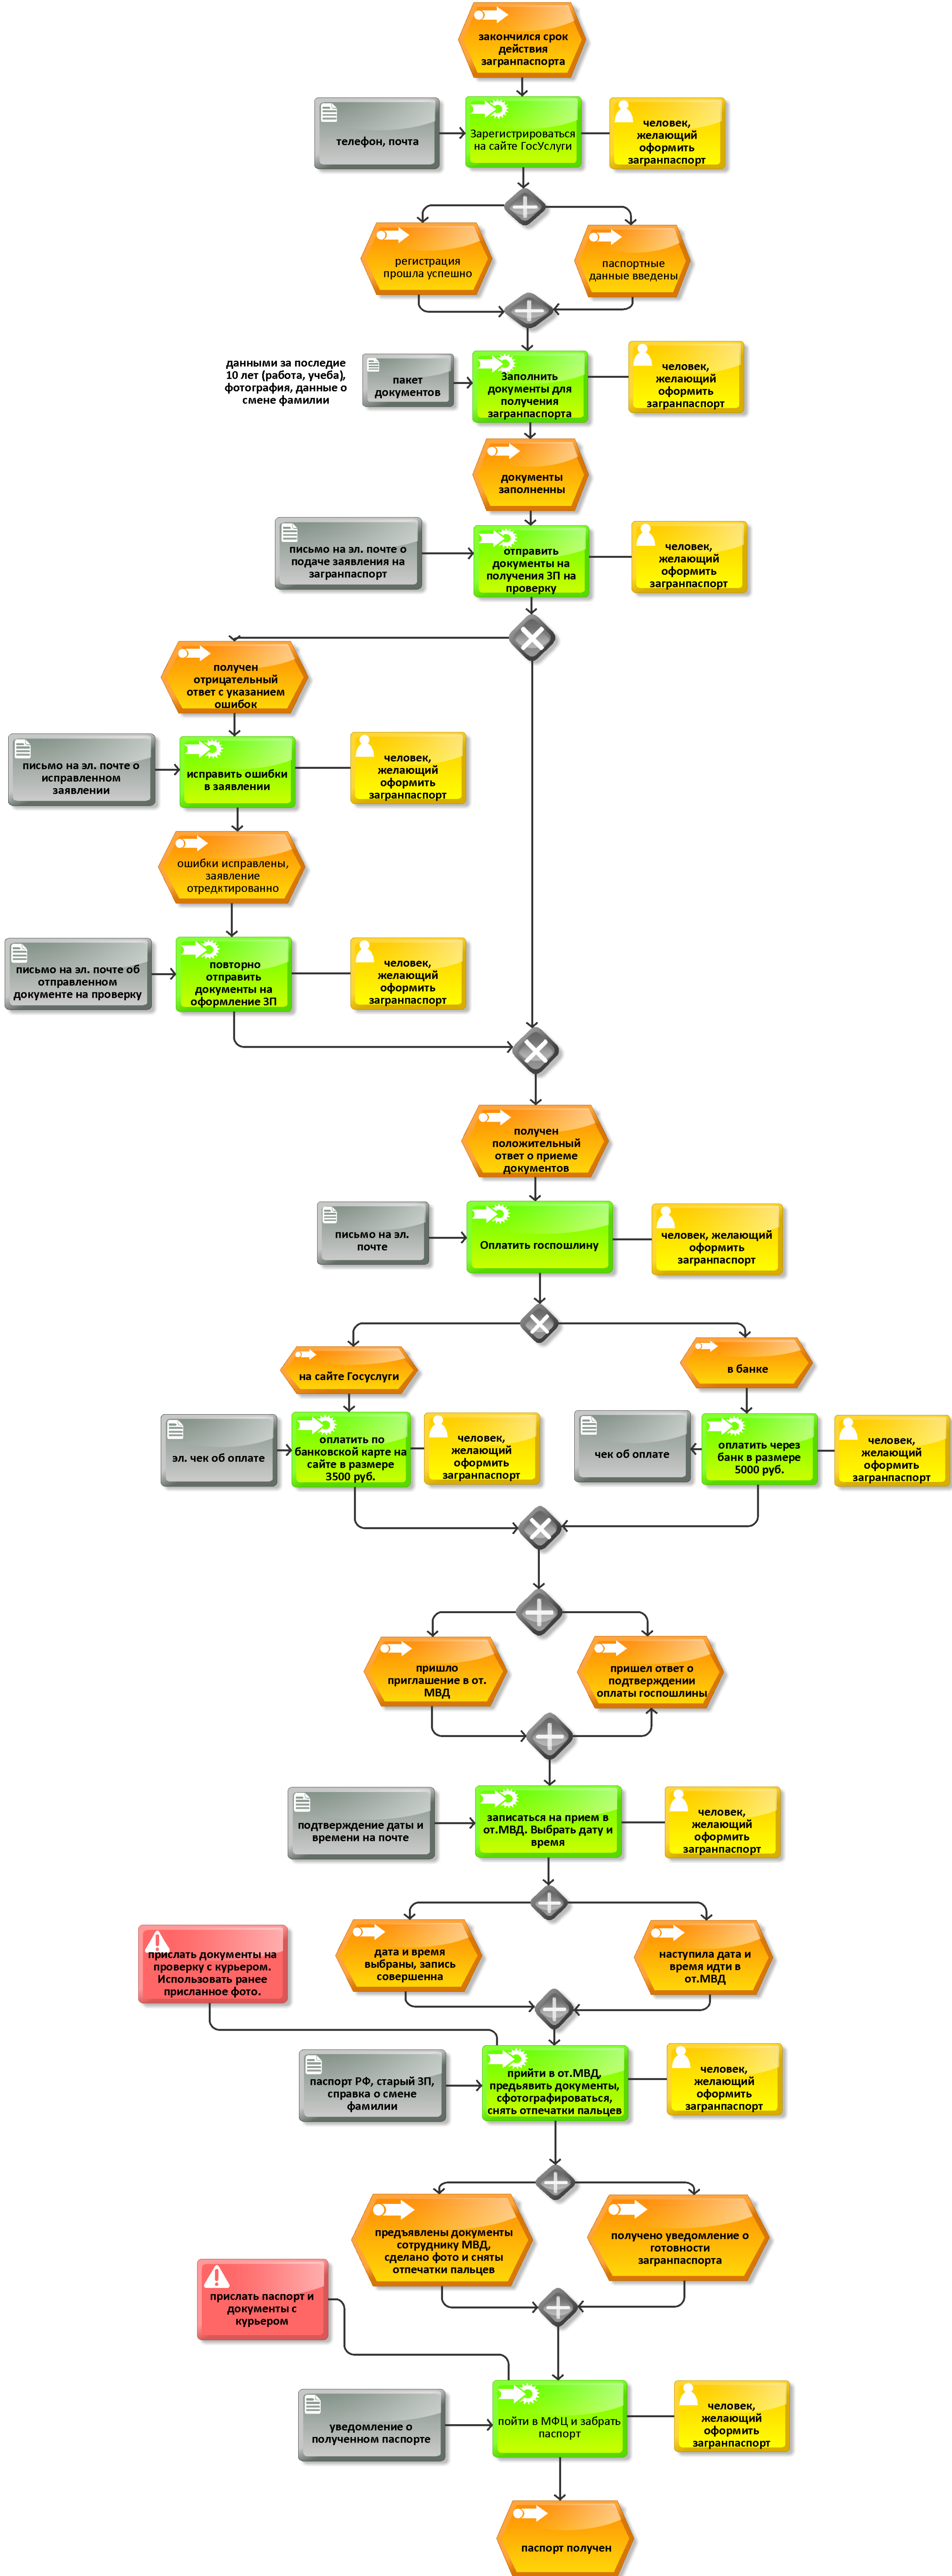 закончился срок
действия
загранпаспорта
телефон, почта
Зарегистрироваться
на сайте ГосУслуги
человек,
желающий
оформить
загранпаспорт
регистрация
прошла успешно
паспортные
данные введены
данными за последие
10 лет (работа, учеба),
фотография, данные о
смене фамилии
пакет
документов
Заполнить
документы для
получения
загранпаспорта
человек,
желающий
оформить
загранпаспорт
документы
заполненны
письмо на эл. почте о
подаче заявления на
загранпаспорт
отправить
документы на
получения ЗП на
проверку
человек,
желающий
оформить
загранпаспорт
получен
отрицательный
ответ с указанием
ошибок
письмо на эл. почте о
исправленном
заявлении
исправить ошибки
в заявлении
человек,
желающий
оформить
загранпаспорт
ошибки исправлены,
заявление
отредктированно
письмо на эл. почте об
отправленном
документе на проверку
повторно
отправить
документы на
оформление ЗП
человек,
желающий
оформить
загранпаспорт
получен
положительный
ответ о приеме
документов
письмо на эл.
почте
Оплатить госпошлину
человек, желающий
оформить
загранпаспорт
на сайте Госуслуги
в банке
эл. чек об оплате
оплатить по
банковской карте на
сайте в размере
3500 руб.
человек,
желающий
оформить
загранпаспорт
чек об оплате
оплатить через
банк в размере
5000 руб.
человек,
желающий
оформить
загранпаспорт
пришло
приглашение в от.
МВД
пришел ответ о
подтверждении
оплаты госпошлины
подтверждение даты и
времени на почте
записаться на прием в
от.МВД. Выбрать дату и
время
человек,
желающий
оформить
загранпаспорт
дата и время
выбраны, запись
совершенна
наступила дата и
время идти в
от.МВД
прислать документы на
проверку с курьером.
Использовать ранее
присланное фото.
паспорт РФ, старый ЗП,
справка о смене
фамилии
прийти в от.МВД,
предьявить документы,
сфотографироваться,
снять отпечатки пальцев
человек,
желающий
оформить
загранпаспорт
предъявлены документы
сотруднику МВД,
сделано фото и сняты
отпечатки пальцев
получено уведомление о
готовности
загранпаспорта
прислать паспорт и
документы с
курьером
уведомление о
полученном паспорте
пойти в МФЦ и забрать
паспорт
человек,
желающий
оформить
загранпаспорт
паспорт получен